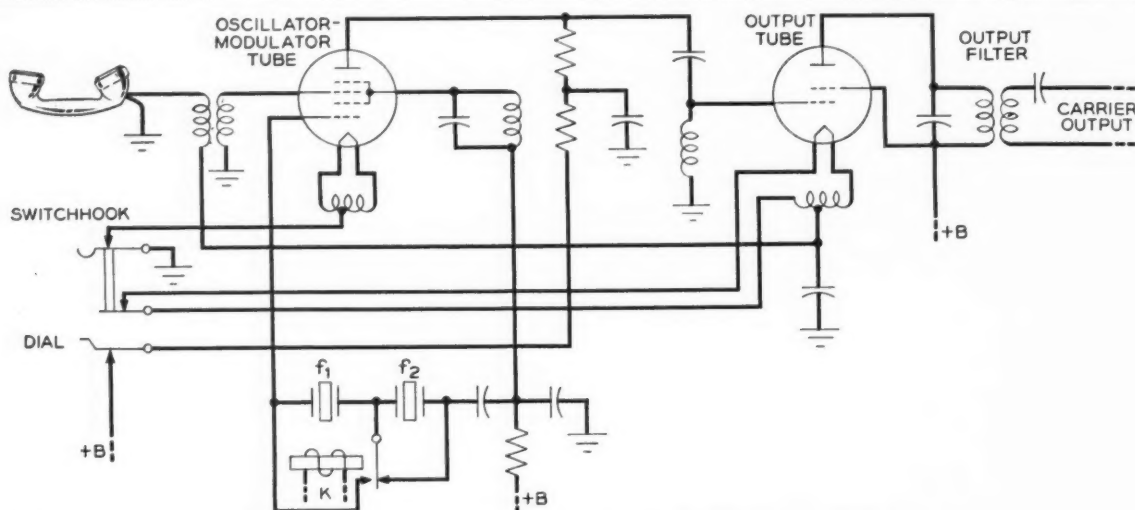 OSCILLATOR-
MODULATOR
TUBE
OUTPUT
TUBE
OUTPUT
FILTER
CARRIER
OUTPUT
SWITCHHOOK
+B
DIAL
f1
f2
+B
K
+B